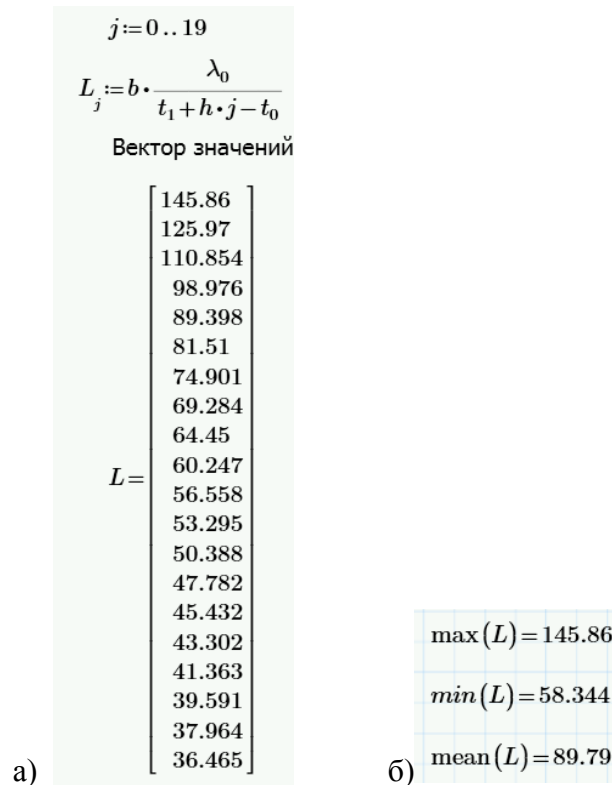 j:=0..19
L_j:=b·λ_0/(t_1+h·j−t_0)
Вектор значений
145.86
125.97
110.854
98.976
89.398
81.51
74.901
69.284
64.45
L= 60.247
56.558
53.295
50.388
47.782
45.432
43.302
41.363
39.591
37.964
36.465
а)
max(L)=145.86
min(L)=58.344
mean(L)=89.79
б)